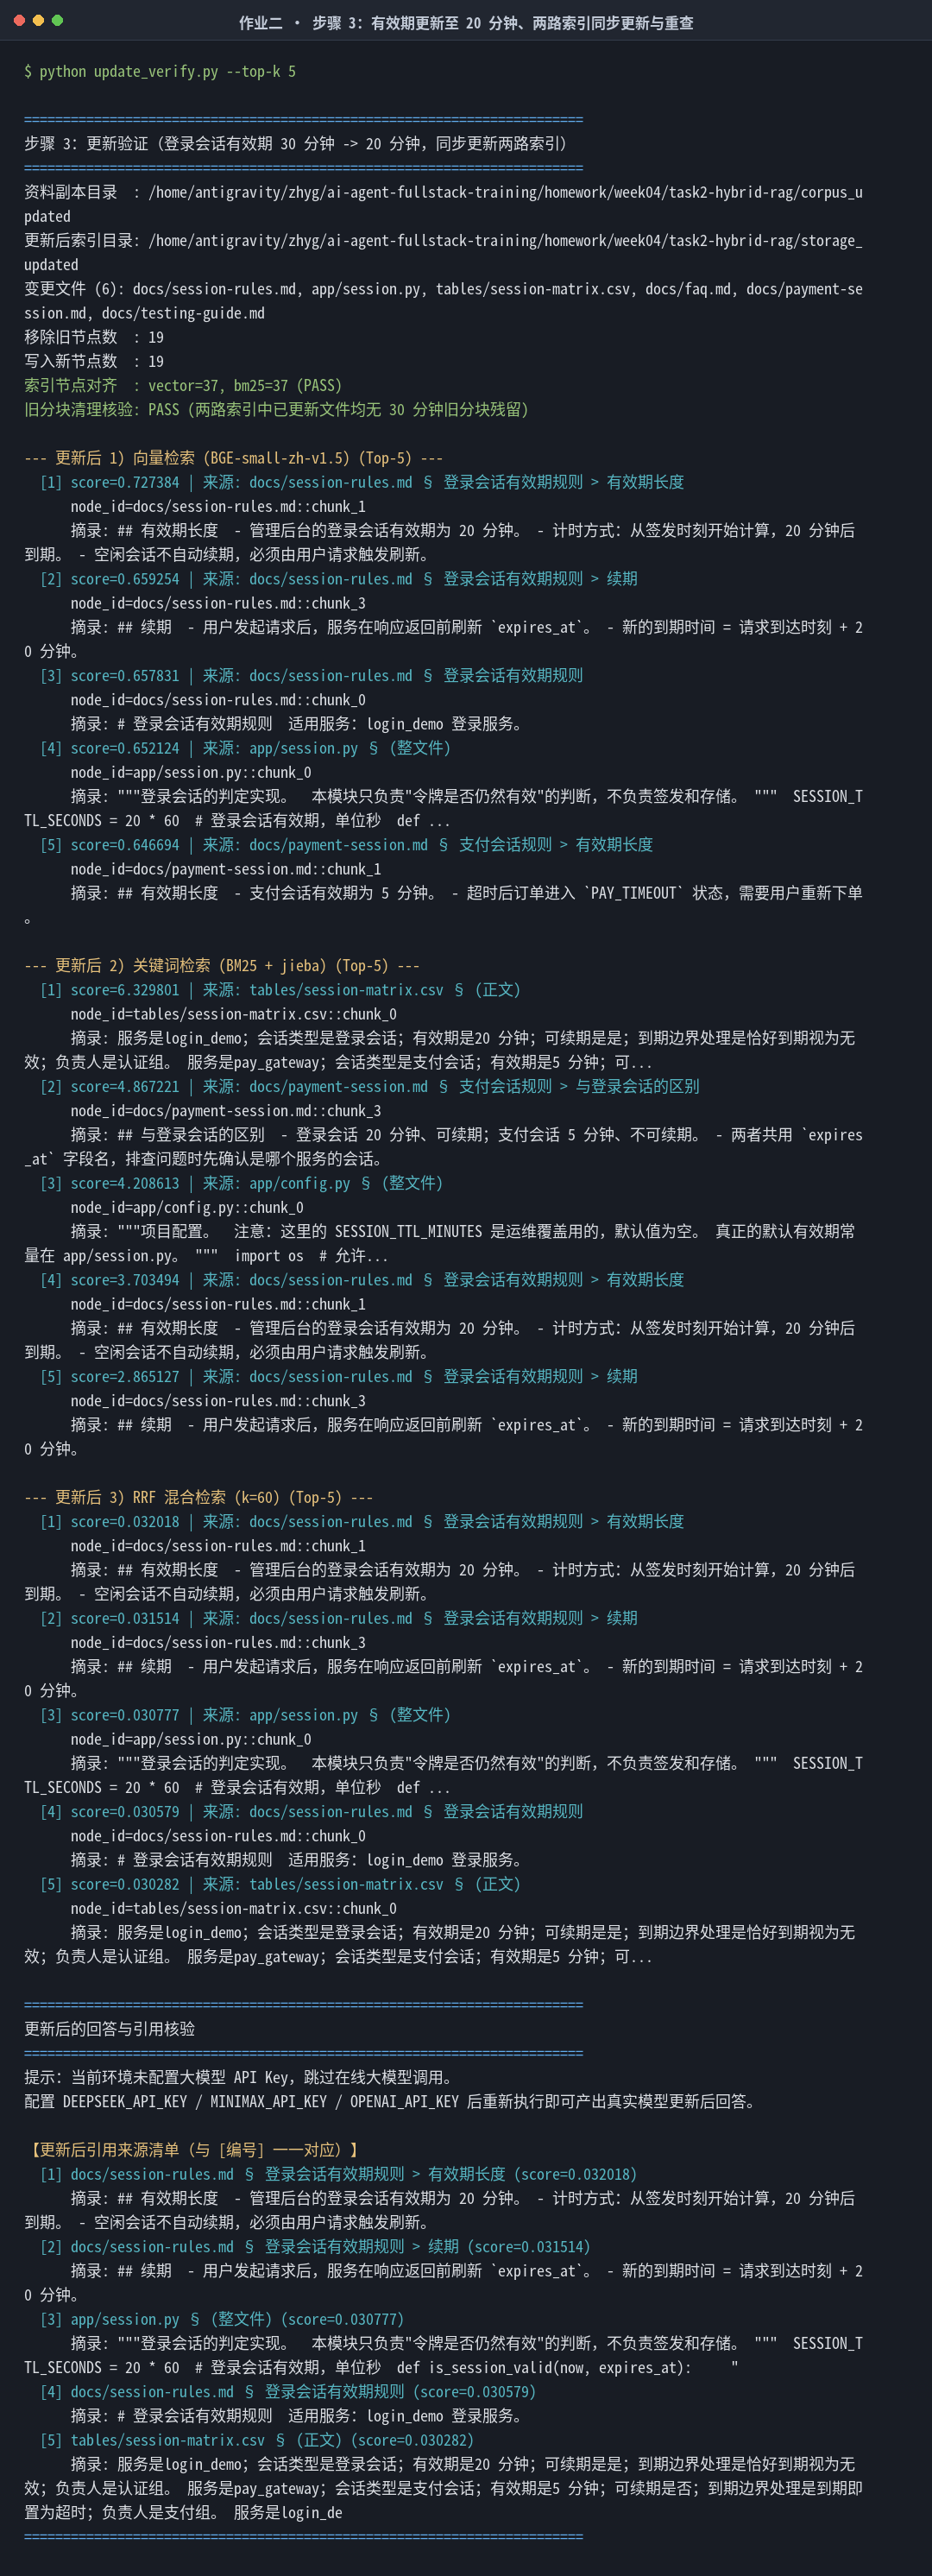 作业二 · 步骤 3：有效期更新至 20 分钟、两路索引同步更新与重查
$ python update_verify.py --top-k 5
========================================================================
步骤 3：更新验证（登录会话有效期 30 分钟 -> 20 分钟，同步更新两路索引）
========================================================================
资料副本目录  : /home/antigravity/zhyg/ai-agent-fullstack-training/homework/week04/task2-hybrid-rag/corpus_u
pdated
更新后索引目录: /home/antigravity/zhyg/ai-agent-fullstack-training/homework/week04/task2-hybrid-rag/storage_
updated
变更文件 (6): docs/session-rules.md, app/session.py, tables/session-matrix.csv, docs/faq.md, docs/payment-se
ssion.md, docs/testing-guide.md
移除旧节点数  : 19
写入新节点数  : 19
索引节点对齐  : vector=37, bm25=37 (PASS)
旧分块清理核验: PASS (两路索引中已更新文件均无 30 分钟旧分块残留)
--- 更新后 1) 向量检索 (BGE-small-zh-v1.5) (Top-5) ---
[1] score=0.727384 | 来源: docs/session-rules.md § 登录会话有效期规则 > 有效期长度
node_id=docs/session-rules.md::chunk_1
摘录: ## 有效期长度  - 管理后台的登录会话有效期为 20 分钟。 - 计时方式：从签发时刻开始计算，20 分钟后
到期。 - 空闲会话不自动续期，必须由用户请求触发刷新。
[2] score=0.659254 | 来源: docs/session-rules.md § 登录会话有效期规则 > 续期
node_id=docs/session-rules.md::chunk_3
摘录: ## 续期  - 用户发起请求后，服务在响应返回前刷新 `expires_at`。 - 新的到期时间 = 请求到达时刻 + 2
0 分钟。
[3] score=0.657831 | 来源: docs/session-rules.md § 登录会话有效期规则
node_id=docs/session-rules.md::chunk_0
摘录: # 登录会话有效期规则  适用服务：login_demo 登录服务。
[4] score=0.652124 | 来源: app/session.py § (整文件)
node_id=app/session.py::chunk_0
摘录: """登录会话的判定实现。  本模块只负责"令牌是否仍然有效"的判断，不负责签发和存储。 """  SESSION_T
TL_SECONDS = 20 * 60  # 登录会话有效期，单位秒  def ...
[5] score=0.646694 | 来源: docs/payment-session.md § 支付会话规则 > 有效期长度
node_id=docs/payment-session.md::chunk_1
摘录: ## 有效期长度  - 支付会话有效期为 5 分钟。 - 超时后订单进入 `PAY_TIMEOUT` 状态，需要用户重新下单
。
--- 更新后 2) 关键词检索 (BM25 + jieba) (Top-5) ---
[1] score=6.329801 | 来源: tables/session-matrix.csv § (正文)
node_id=tables/session-matrix.csv::chunk_0
摘录: 服务是login_demo；会话类型是登录会话；有效期是20 分钟；可续期是是；到期边界处理是恰好到期视为无
效；负责人是认证组。 服务是pay_gateway；会话类型是支付会话；有效期是5 分钟；可...
[2] score=4.867221 | 来源: docs/payment-session.md § 支付会话规则 > 与登录会话的区别
node_id=docs/payment-session.md::chunk_3
摘录: ## 与登录会话的区别  - 登录会话 20 分钟、可续期；支付会话 5 分钟、不可续期。 - 两者共用 `expires
_at` 字段名，排查问题时先确认是哪个服务的会话。
[3] score=4.208613 | 来源: app/config.py § (整文件)
node_id=app/config.py::chunk_0
摘录: """项目配置。  注意：这里的 SESSION_TTL_MINUTES 是运维覆盖用的，默认值为空。 真正的默认有效期常
量在 app/session.py。 """  import os  # 允许...
[4] score=3.703494 | 来源: docs/session-rules.md § 登录会话有效期规则 > 有效期长度
node_id=docs/session-rules.md::chunk_1
摘录: ## 有效期长度  - 管理后台的登录会话有效期为 20 分钟。 - 计时方式：从签发时刻开始计算，20 分钟后
到期。 - 空闲会话不自动续期，必须由用户请求触发刷新。
[5] score=2.865127 | 来源: docs/session-rules.md § 登录会话有效期规则 > 续期
node_id=docs/session-rules.md::chunk_3
摘录: ## 续期  - 用户发起请求后，服务在响应返回前刷新 `expires_at`。 - 新的到期时间 = 请求到达时刻 + 2
0 分钟。
--- 更新后 3) RRF 混合检索 (k=60) (Top-5) ---
[1] score=0.032018 | 来源: docs/session-rules.md § 登录会话有效期规则 > 有效期长度
node_id=docs/session-rules.md::chunk_1
摘录: ## 有效期长度  - 管理后台的登录会话有效期为 20 分钟。 - 计时方式：从签发时刻开始计算，20 分钟后
到期。 - 空闲会话不自动续期，必须由用户请求触发刷新。
[2] score=0.031514 | 来源: docs/session-rules.md § 登录会话有效期规则 > 续期
node_id=docs/session-rules.md::chunk_3
摘录: ## 续期  - 用户发起请求后，服务在响应返回前刷新 `expires_at`。 - 新的到期时间 = 请求到达时刻 + 2
0 分钟。
[3] score=0.030777 | 来源: app/session.py § (整文件)
node_id=app/session.py::chunk_0
摘录: """登录会话的判定实现。  本模块只负责"令牌是否仍然有效"的判断，不负责签发和存储。 """  SESSION_T
TL_SECONDS = 20 * 60  # 登录会话有效期，单位秒  def ...
[4] score=0.030579 | 来源: docs/session-rules.md § 登录会话有效期规则
node_id=docs/session-rules.md::chunk_0
摘录: # 登录会话有效期规则  适用服务：login_demo 登录服务。
[5] score=0.030282 | 来源: tables/session-matrix.csv § (正文)
node_id=tables/session-matrix.csv::chunk_0
摘录: 服务是login_demo；会话类型是登录会话；有效期是20 分钟；可续期是是；到期边界处理是恰好到期视为无
效；负责人是认证组。 服务是pay_gateway；会话类型是支付会话；有效期是5 分钟；可...
========================================================================
更新后的回答与引用核验
========================================================================
提示：当前环境未配置大模型 API Key，跳过在线大模型调用。
配置 DEEPSEEK_API_KEY / MINIMAX_API_KEY / OPENAI_API_KEY 后重新执行即可产出真实模型更新后回答。
【更新后引用来源清单（与 [编号] 一一对应）】
[1] docs/session-rules.md § 登录会话有效期规则 > 有效期长度 (score=0.032018)
摘录: ## 有效期长度  - 管理后台的登录会话有效期为 20 分钟。 - 计时方式：从签发时刻开始计算，20 分钟后
到期。 - 空闲会话不自动续期，必须由用户请求触发刷新。
[2] docs/session-rules.md § 登录会话有效期规则 > 续期 (score=0.031514)
摘录: ## 续期  - 用户发起请求后，服务在响应返回前刷新 `expires_at`。 - 新的到期时间 = 请求到达时刻 + 2
0 分钟。
[3] app/session.py § (整文件) (score=0.030777)
摘录: """登录会话的判定实现。  本模块只负责"令牌是否仍然有效"的判断，不负责签发和存储。 """  SESSION_T
TL_SECONDS = 20 * 60  # 登录会话有效期，单位秒  def is_session_valid(now, expires_at):     "
[4] docs/session-rules.md § 登录会话有效期规则 (score=0.030579)
摘录: # 登录会话有效期规则  适用服务：login_demo 登录服务。
[5] tables/session-matrix.csv § (正文) (score=0.030282)
摘录: 服务是login_demo；会话类型是登录会话；有效期是20 分钟；可续期是是；到期边界处理是恰好到期视为无
效；负责人是认证组。 服务是pay_gateway；会话类型是支付会话；有效期是5 分钟；可续期是否；到期边界处理是到期即
置为超时；负责人是支付组。 服务是login_de
========================================================================